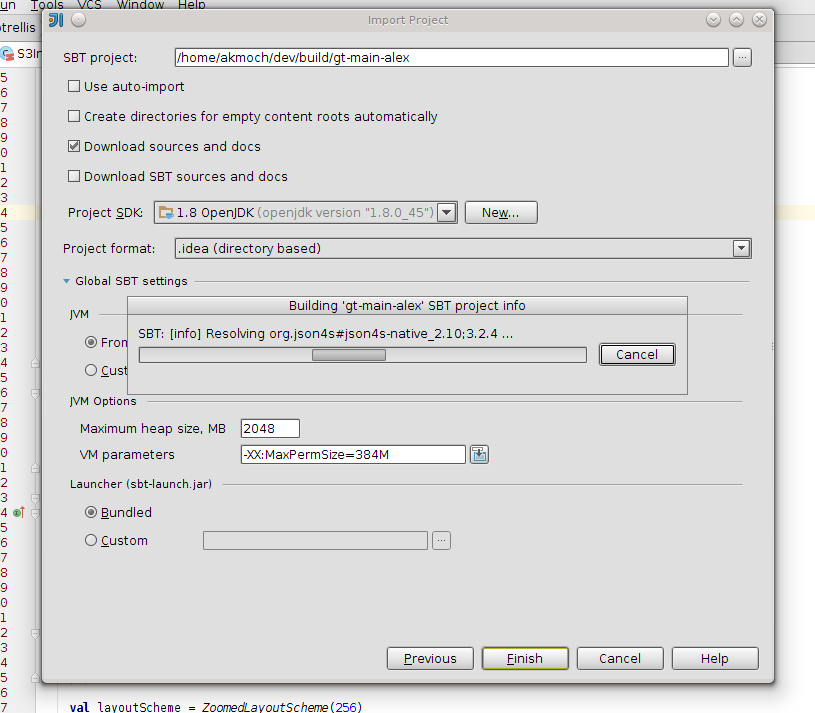 un Tools VCS Window Help
Import Project
otrellis
S3In
SBT project: /home/akmoch/dev/build/gt-main-alex ...
Use auto-import
Create directories for empty content roots automatically
Download sources and docs
Download SBT sources and docs
Project SDK: 1.8 OpenJDK (openjdk version "1.8.0_45") New...
Project format: .idea (directory based)
Global SBT settings
Building 'gt-main-alex' SBT project info
JVM
SBT: [info] Resolving org.json4s#json4s-native_2.10;3.2.4 ...
From
Cancel
Cust
JVM Options
Maximum heap size, MB 2048
VM parameters -XX:MaxPermSize=384M
Launcher (sbt-launch.jar)
Bundled
Custom ...
Previous Finish Cancel Help
val layoutScheme = ZoomedLayoutScheme(256)